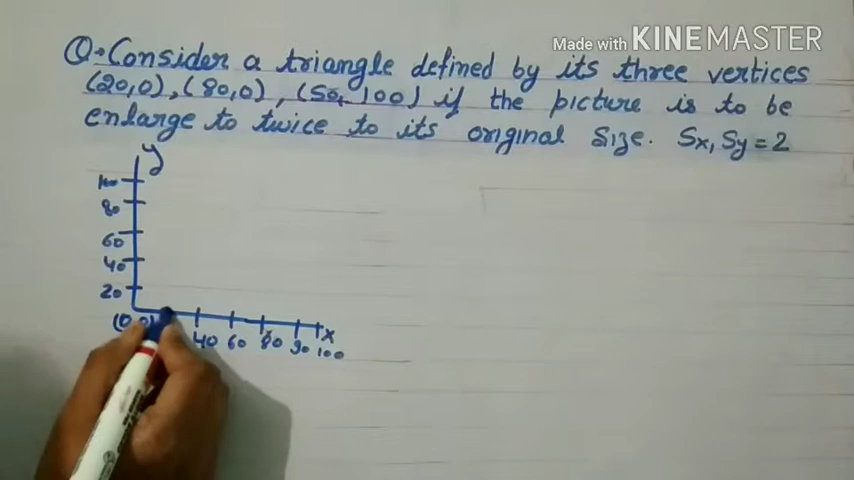 Made with KINEMASTER
Q→ Consider a triangle defined by its three vertices
(20,0), (80,0), (50, 100) if the picture is to be
enlarge to twice to its original size. Sx, Sy = 2
y
100
80
60
40
20
(0,0)
40 60 80 90 100
x